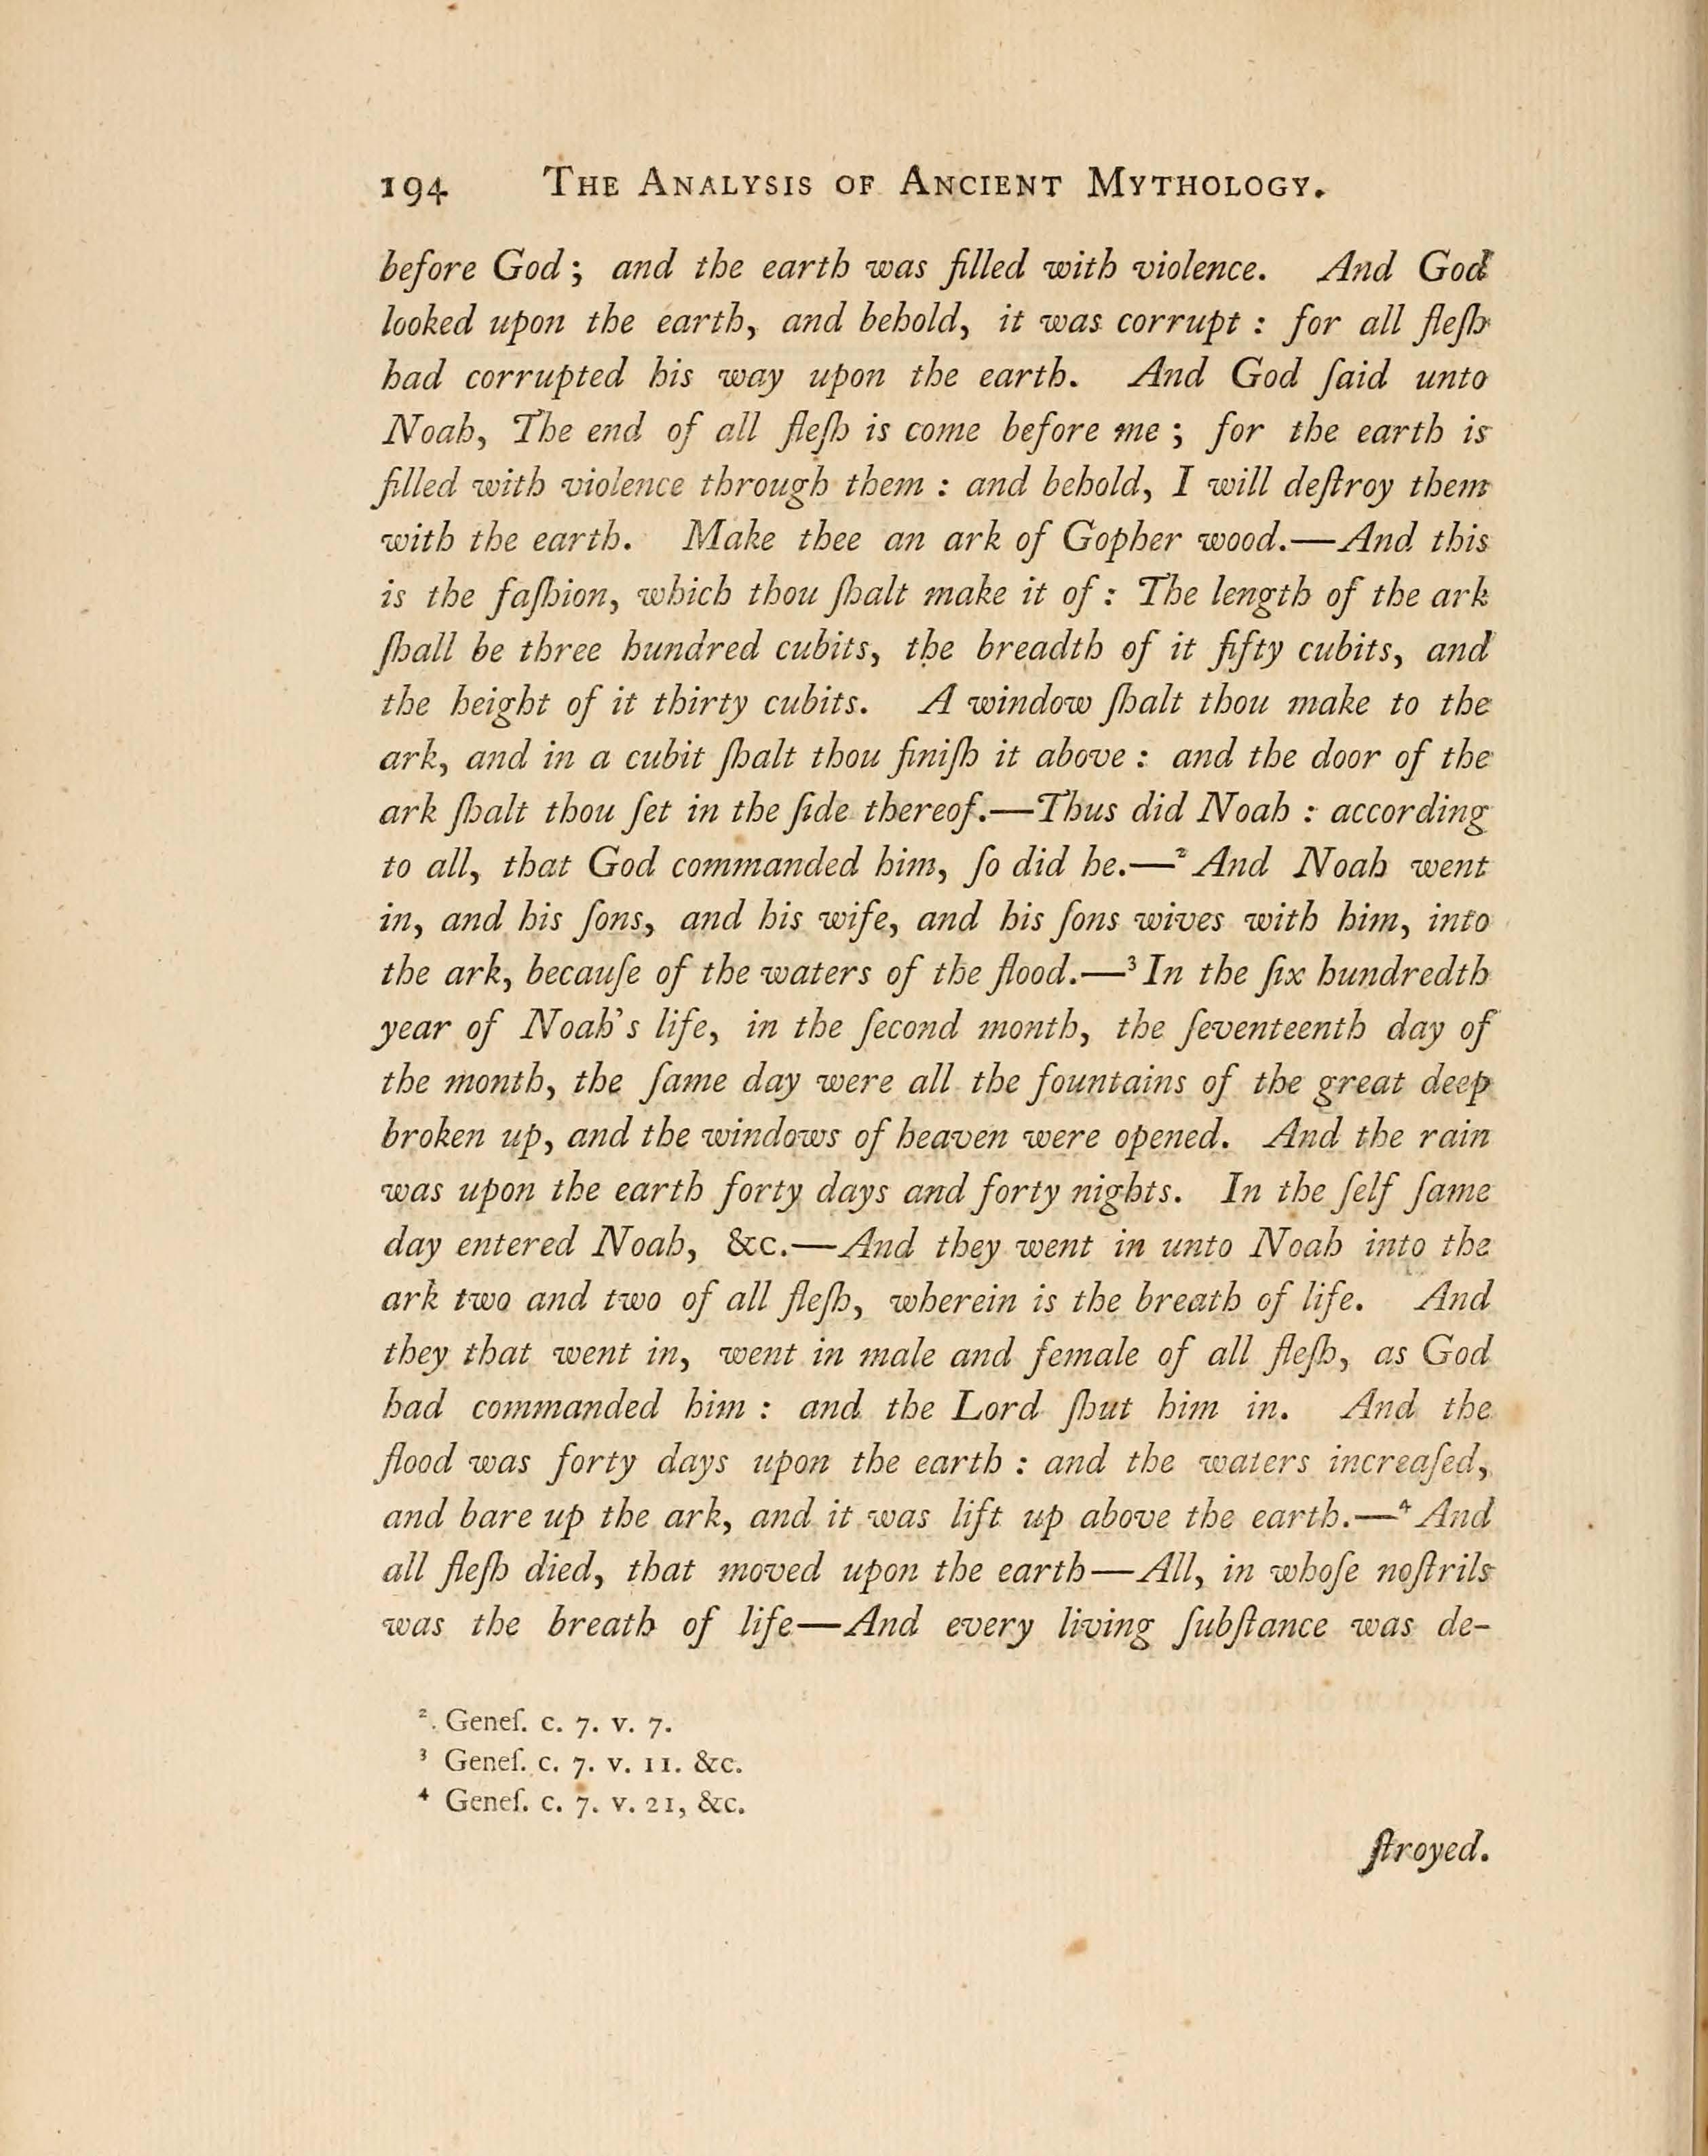 194 THE ANALYSIS OF ANCIENT MYTHOLOGY.
before God; and the earth was filled with violence. And God
looked upon the earth, and behold, it was corrupt : for all fleſh
had corrupted his way upon the earth. And God ſaid unto
Noah, The end of all fleſh is come before me ; for the earth is
filled with violence through them : and behold, I will deſtroy them
with the earth. Make thee an ark of Gopher wood.—And this
is the faſhion, which thou ſhalt make it of : The length of the ark
ſhall be three hundred cubits, the breadth of it fifty cubits, and
the height of it thirty cubits. A window ſhalt thou make to the
ark, and in a cubit ſhalt thou finiſh it above : and the door of the
ark ſhalt thou ſet in the ſide thereof.—Thus did Noah : according
to all, that God commanded him, ſo did he.—² And Noah went
in, and his ſons, and his wife, and his ſons wives with him, into
the ark, becauſe of the waters of the flood.—³ In the ſix hundredth
year of Noah's life, in the ſecond month, the ſeventeenth day of
the month, the ſame day were all the fountains of the great deep
broken up, and the windows of heaven were opened. And the rain
was upon the earth forty days and forty nights. In the ſelf ſame
day entered Noah, &c.—And they went in unto Noah into the
ark two and two of all fleſh, wherein is the breath of life. And
they that went in, went in male and female of all fleſh, as God
had commanded him : and the Lord ſhut him in. And the
flood was forty days upon the earth : and the waters increaſed,
and bare up the ark, and it was lift up above the earth.—⁴ And
all fleſh died, that moved upon the earth—All, in whoſe noſtrils
was the breath of life—And every living ſubſtance was de-
². Geneſ. c. 7. v. 7.
³ Geneſ. c. 7. v. 11. &c.
⁴ Geneſ. c. 7. v. 21, &c.
ſtroyed.